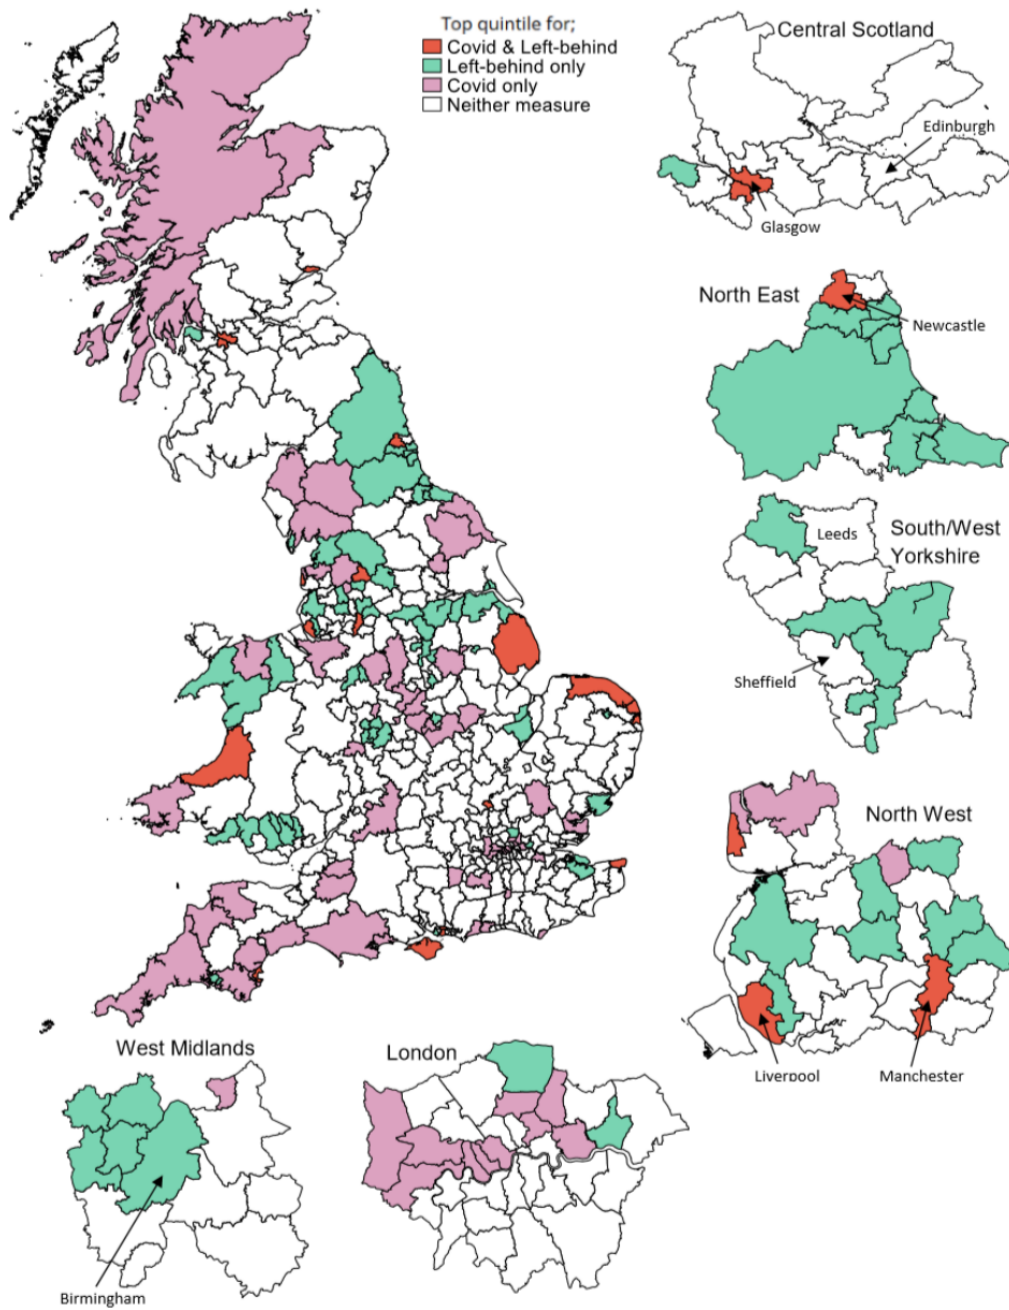 Top quintile for;
Covid & Left-behind
Left-behind only
Covid only
Neither measure
Central Scotland
Edinburgh
Glasgow
North East
Newcastle
South/West
Yorkshire
Leeds
Sheffield
North West
Liverpool
Manchester
West Midlands
Birmingham
London